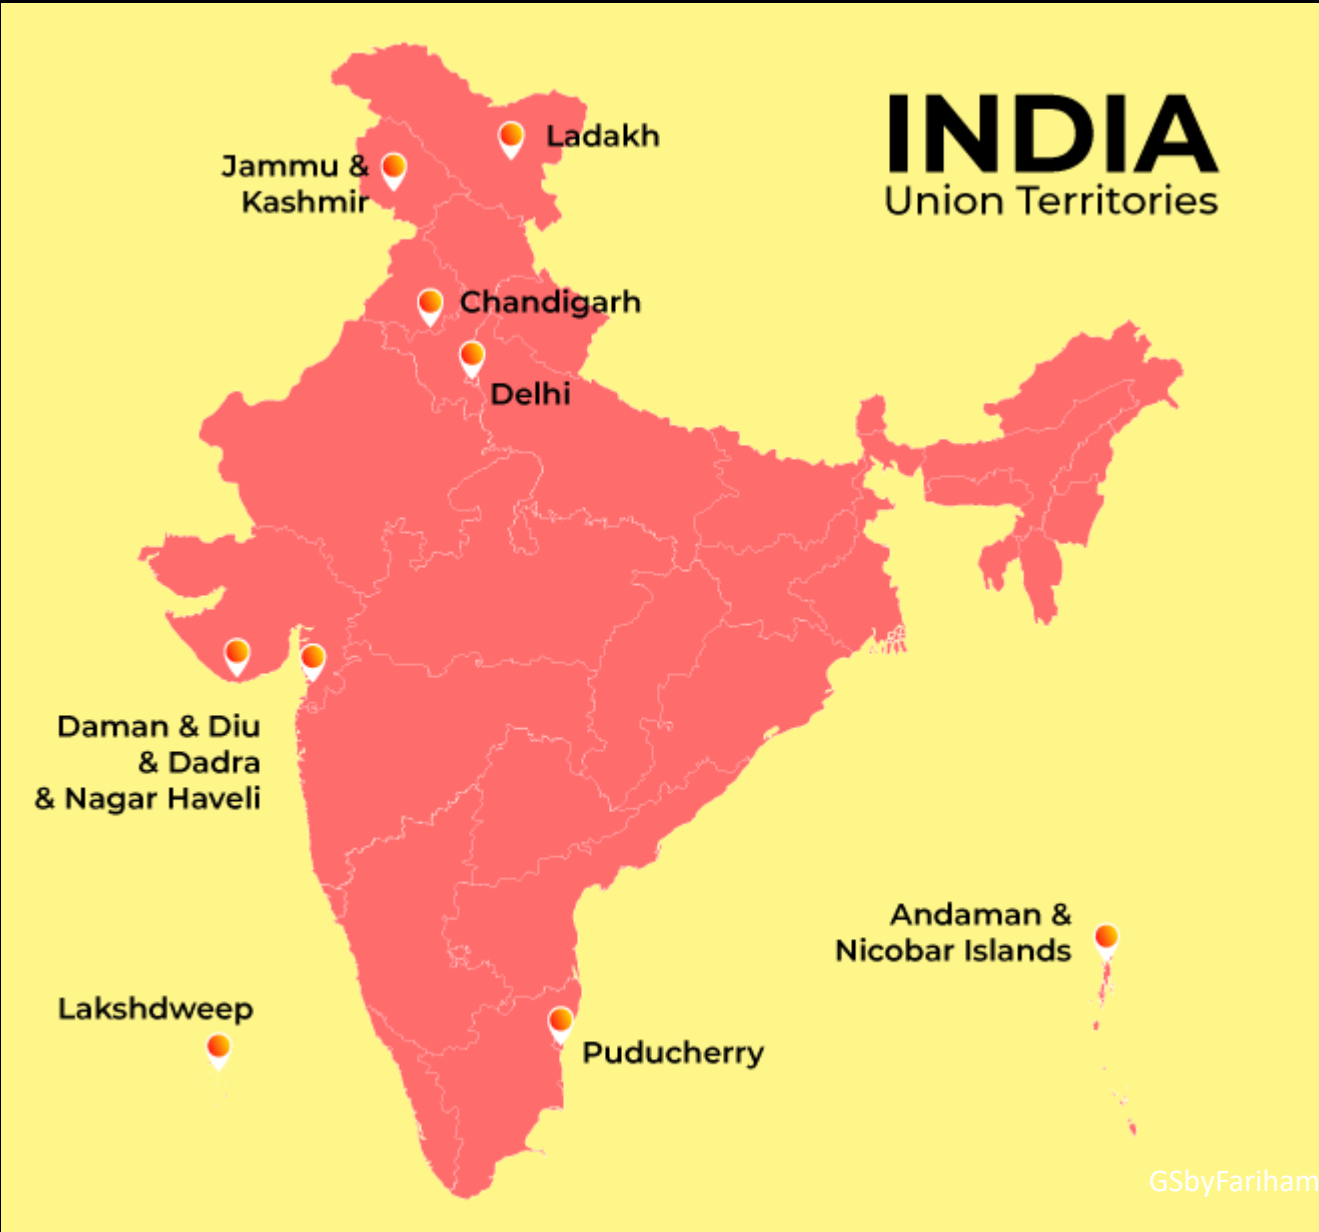 INDIA
Union Territories
Ladakh
Jammu &
Kashmir
Chandigarh
Delhi
Daman & Diu
& Dadra
& Nagar Haveli
Andaman &
Nicobar Islands
Lakshdweep
Puducherry
GSbyFariham